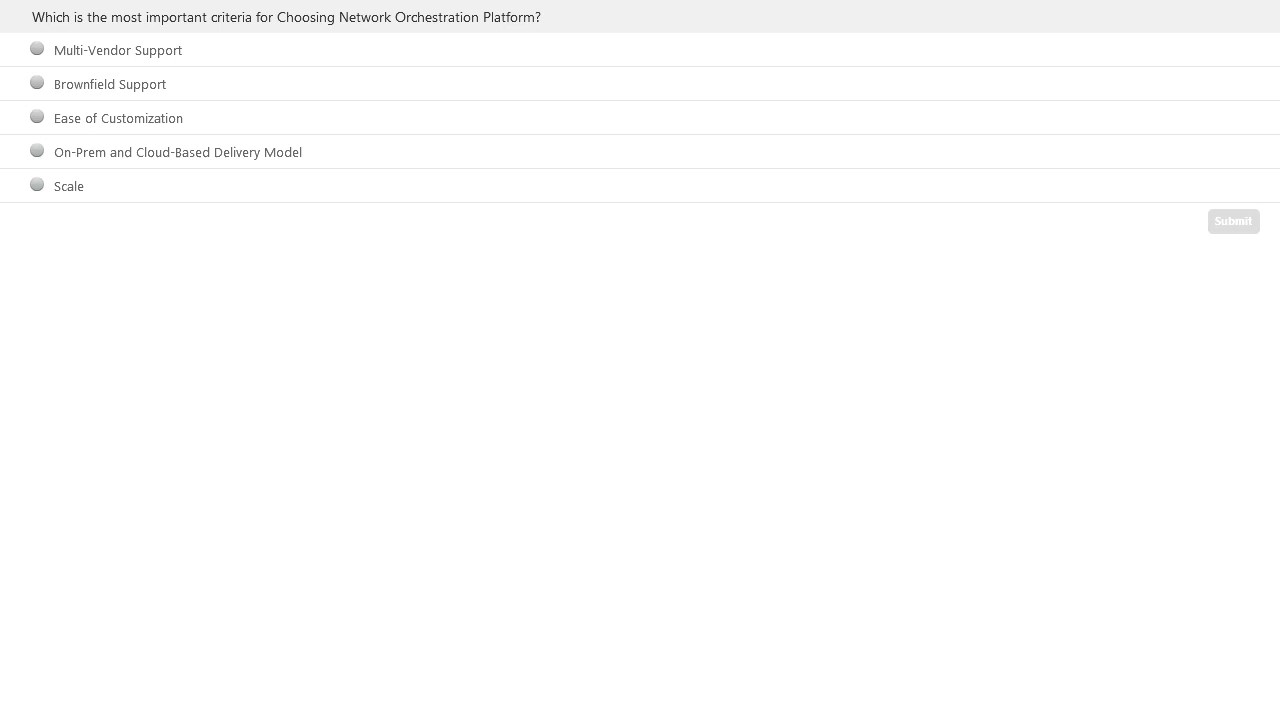 Which is the most important criteria for Choosing Network Orchestration Platform?
Multi-Vendor Support
Brownfield Support
Ease of Customization
On-Prem and Cloud-Based Delivery Model
Scale
Submit